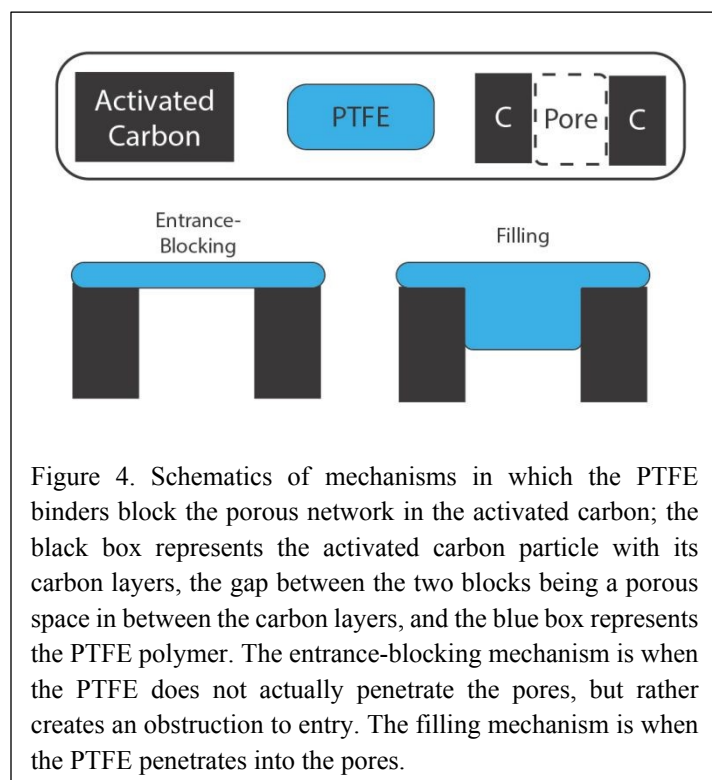 Activated
Carbon
PTFE
C
Pore
C
Entrance-
Blocking
Filling
Figure 4. Schematics of mechanisms in which the PTFE
binders block the porous network in the activated carbon; the
black box represents the activated carbon particle with its
carbon layers, the gap between the two blocks being a porous
space in between the carbon layers, and the blue box represents
the PTFE polymer. The entrance-blocking mechanism is when
the PTFE does not actually penetrate the pores, but rather
creates an obstruction to entry. The filling mechanism is when
the PTFE penetrates into the pores.